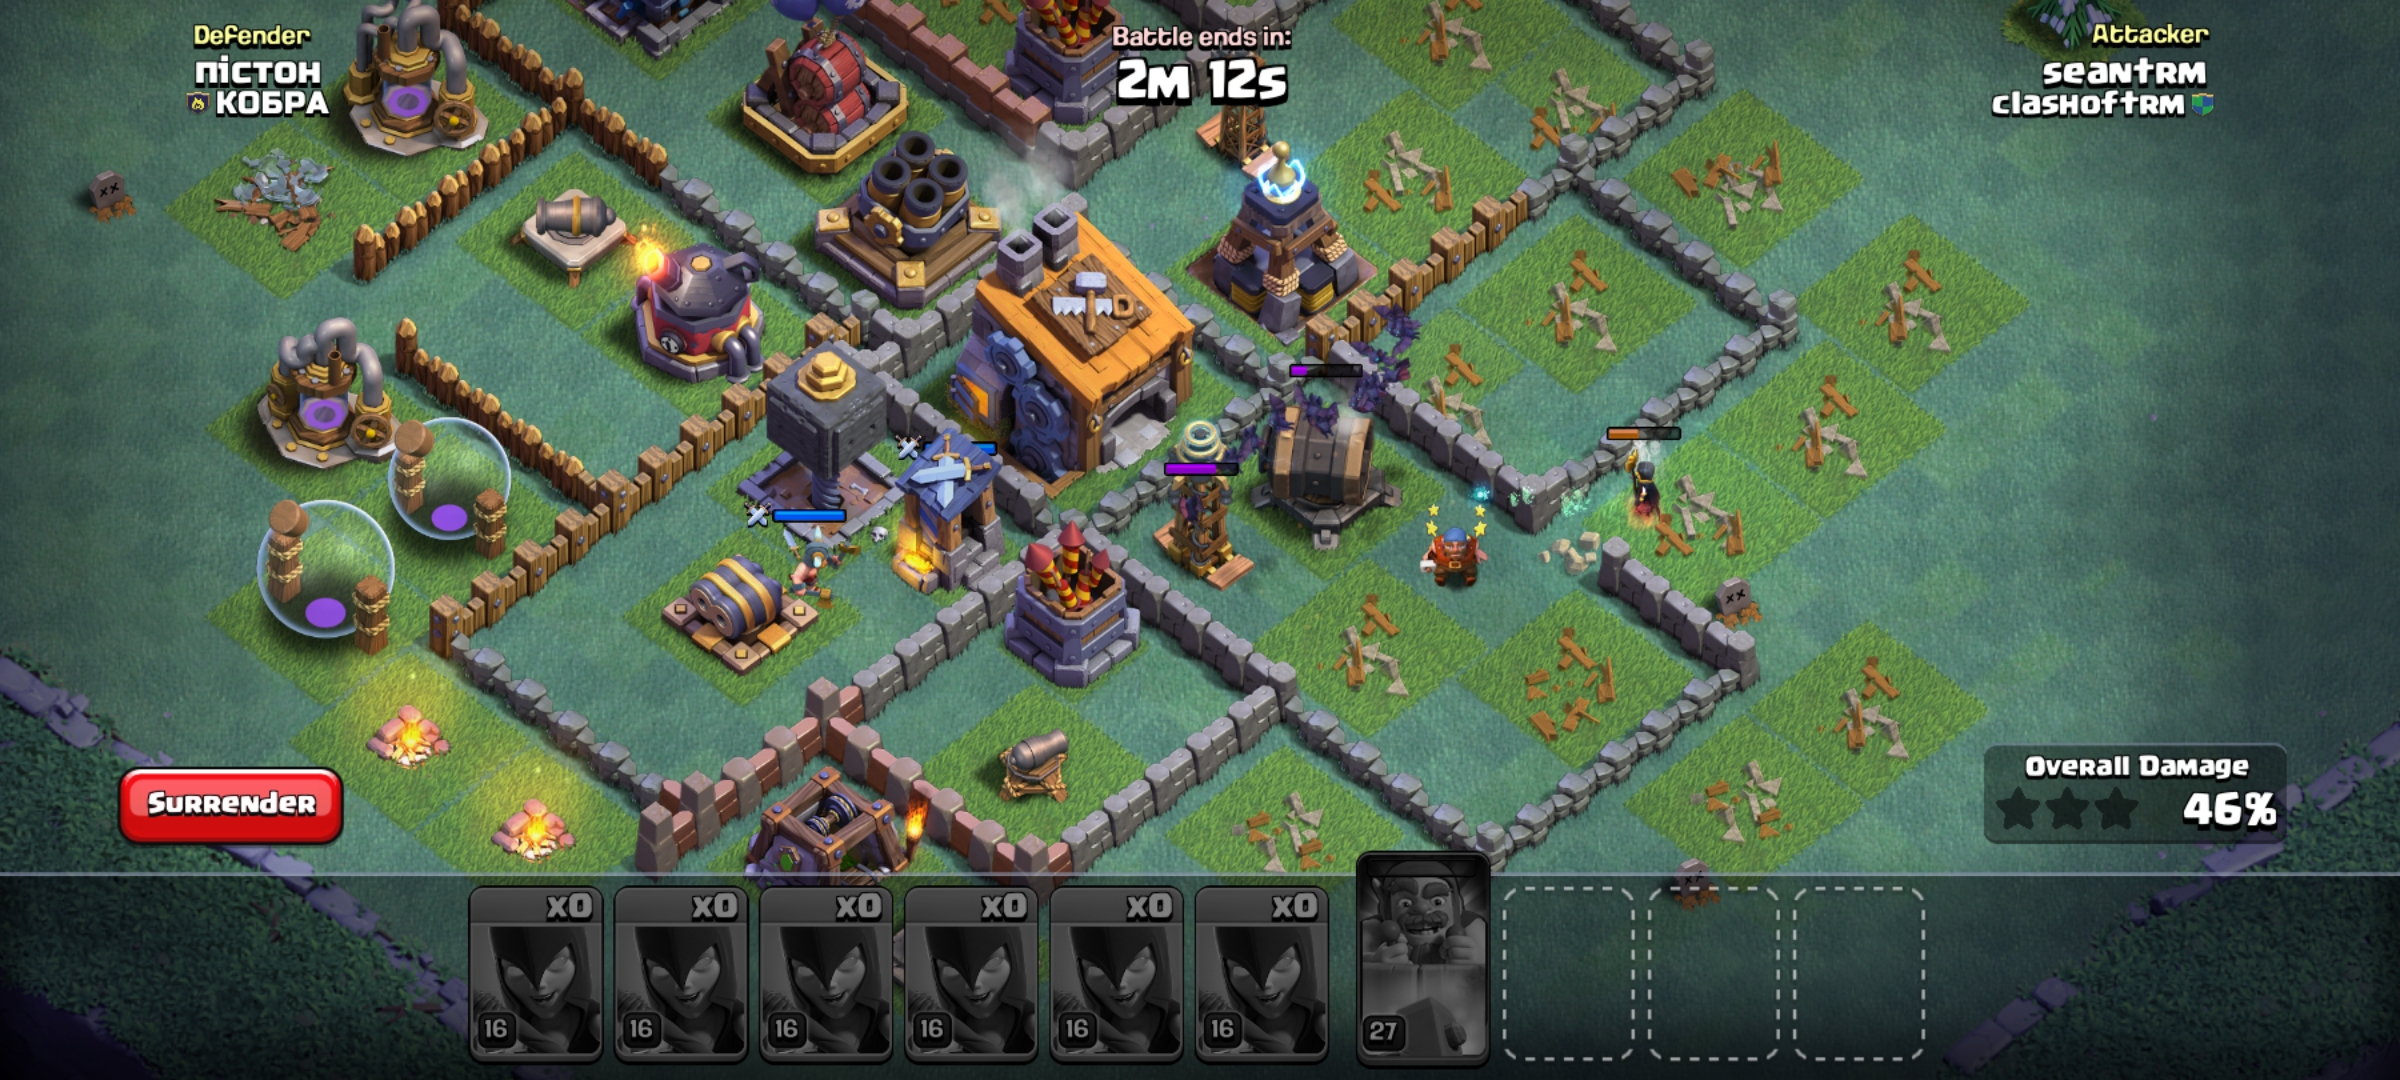 Defender
пісТОН
КОБРА
Battle ends in:
2M 12s
Attacker
seantRM
clashoftRM
Surrender
Overall Damage
46%
x0
x0
x0
x0
x0
x0
16
16
16
16
16
16
27